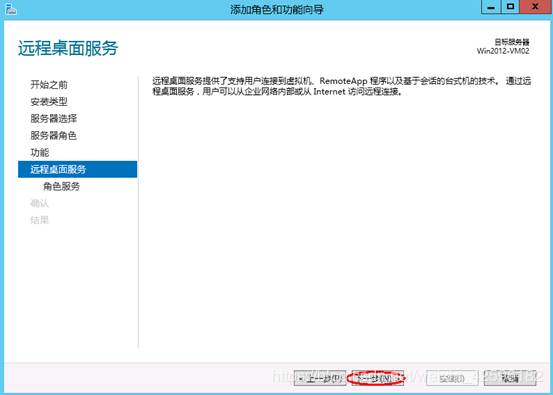 添加角色和功能向导
远程桌面服务
目标服务器
Win2012-VM02
开始之前
安装类型
服务器选择
服务器角色
功能
远程桌面服务
角色服务
确认
结果
远程桌面服务提供了支持用户连接到虚拟机、RemoteApp 程序以及基于会话的台式机的技术。 通过远
程桌面服务，用户可以从企业网络内部或从 Internet 访问远程连接。
< 上一步(P)
下一步(N) >
安装(I)
取消